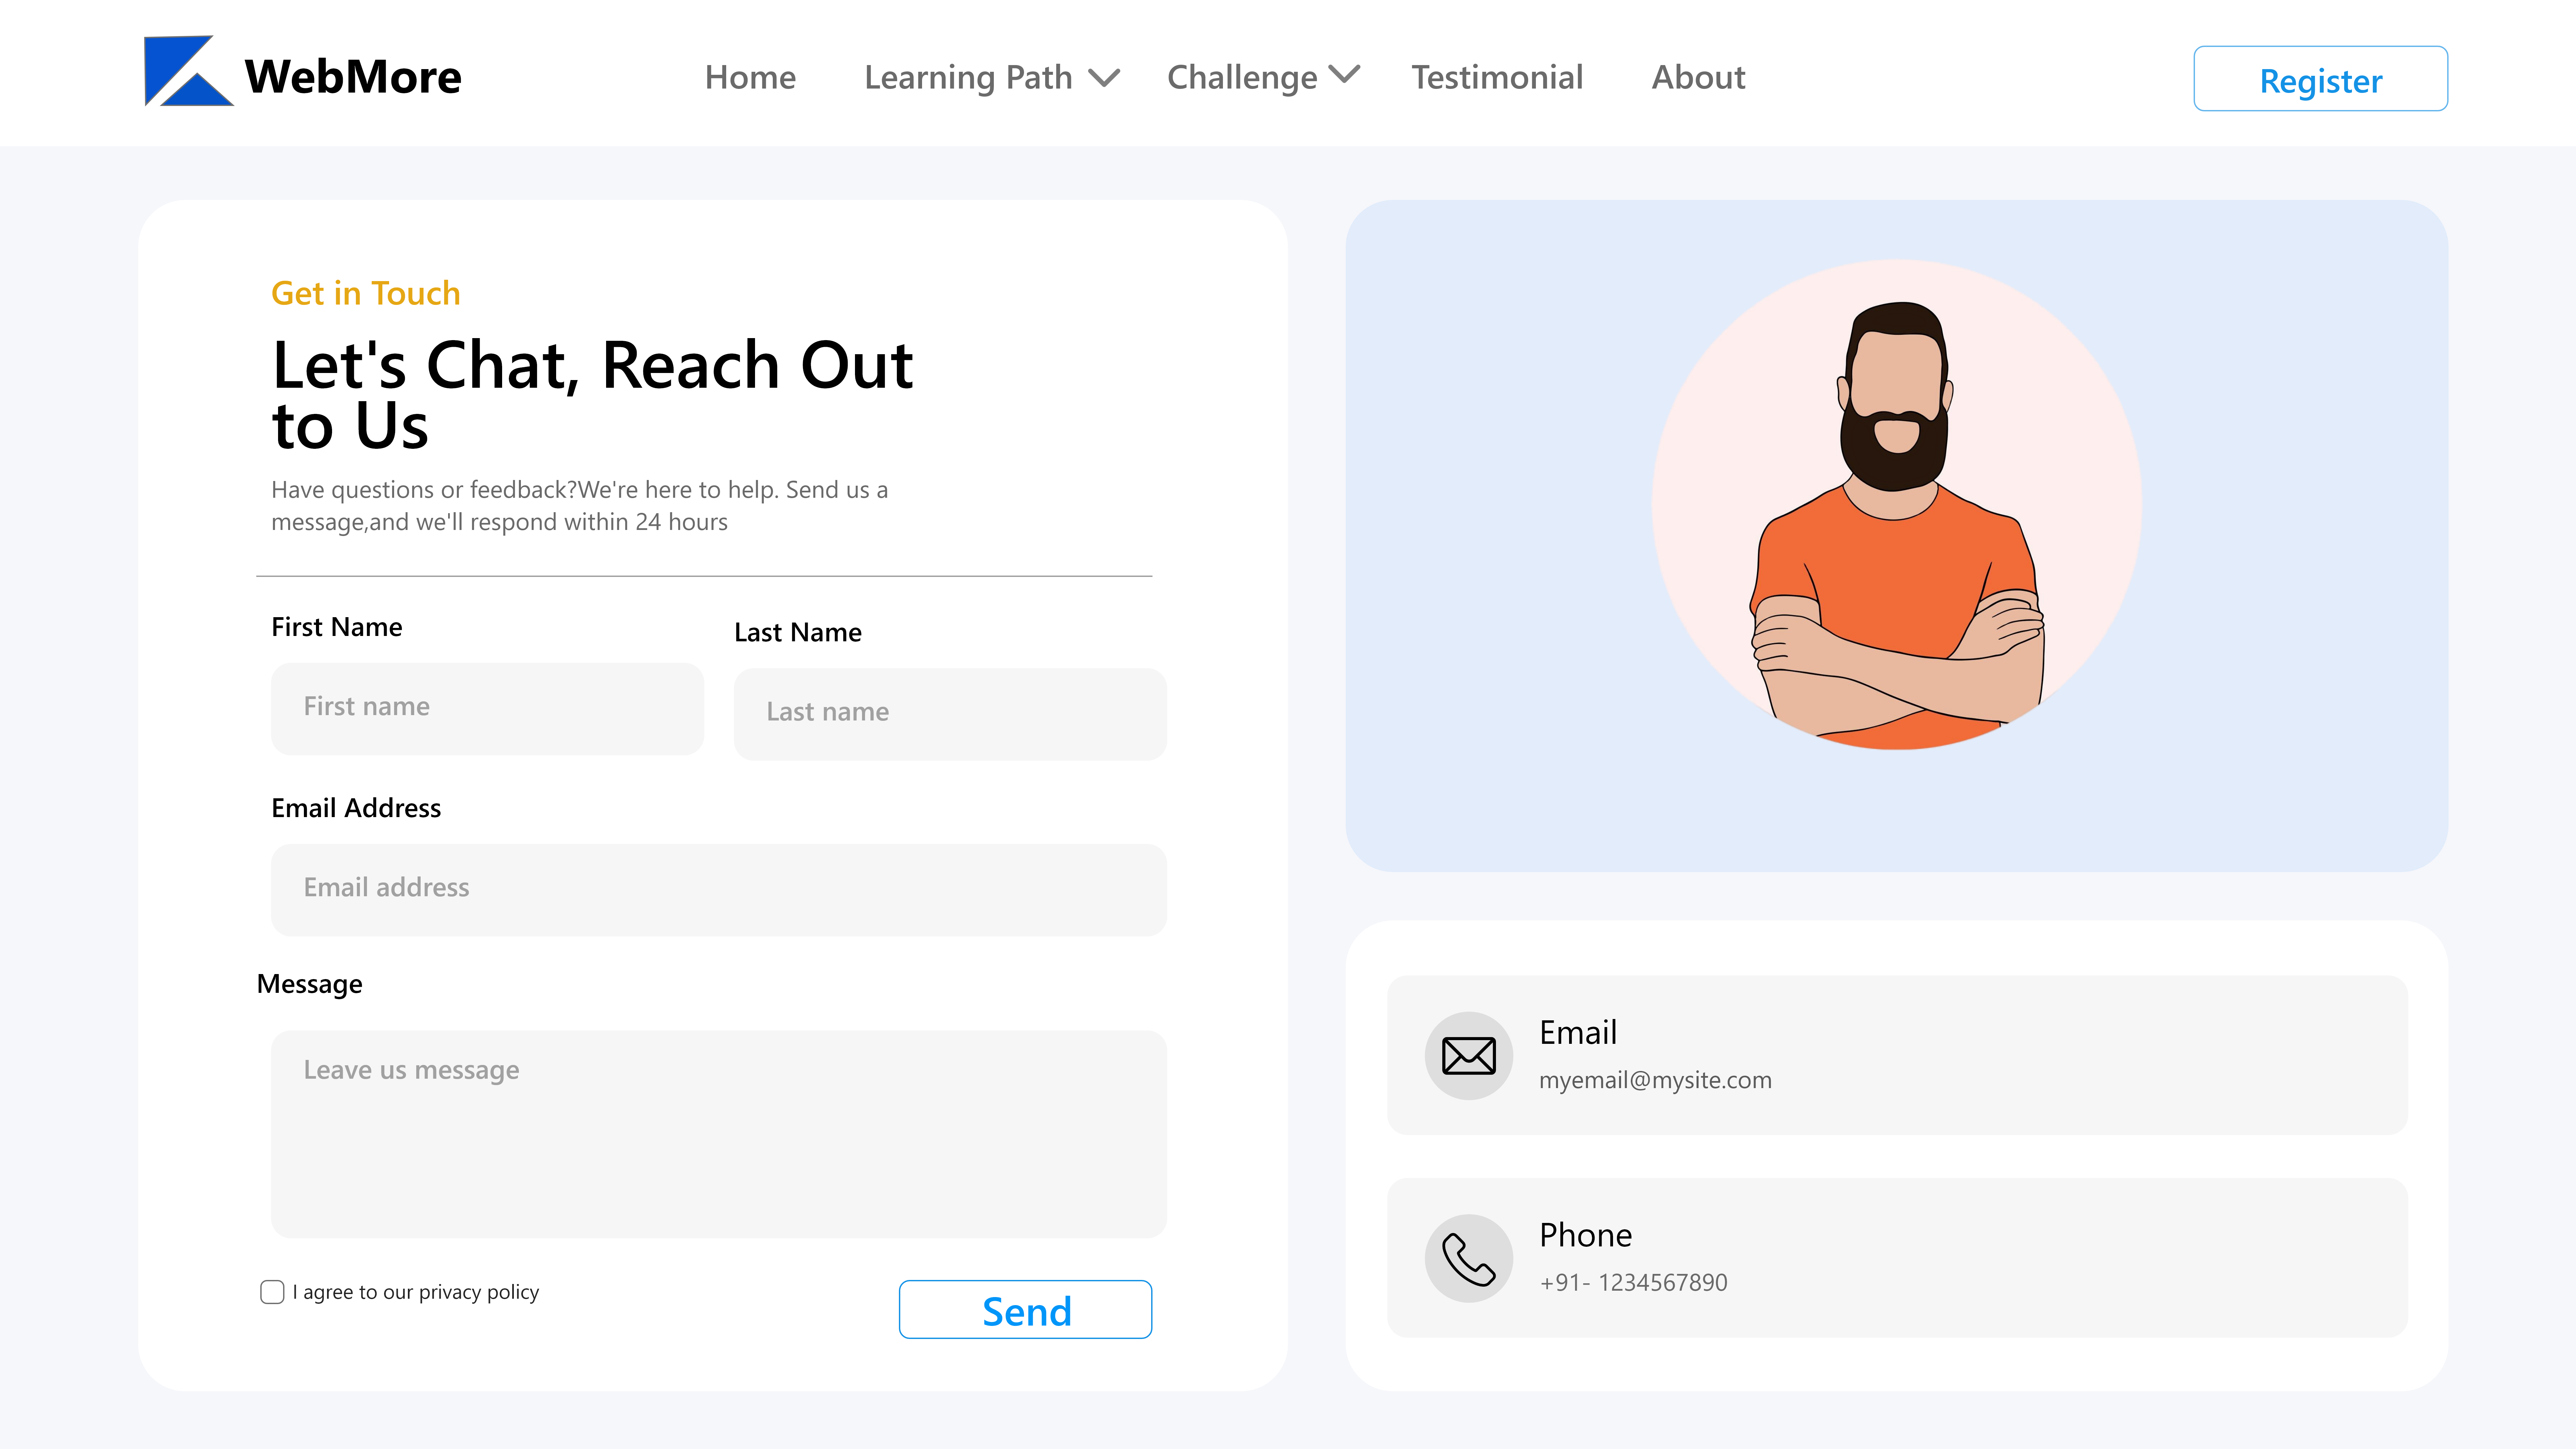 WebMore
Home
Learning Path
Challenge
Testimonial
About
Register
Get in Touch
Let's Chat, Reach Out
to Us
Have questions or feedback?We're here to help. Send us a
message,and we'll respond within 24 hours
First Name
Last Name
First name
Last name
Email Address
Email address
Message
Leave us message
I agree to our privacy policy
Send
Email
myemail@mysite.com
Phone
+91- 1234567890